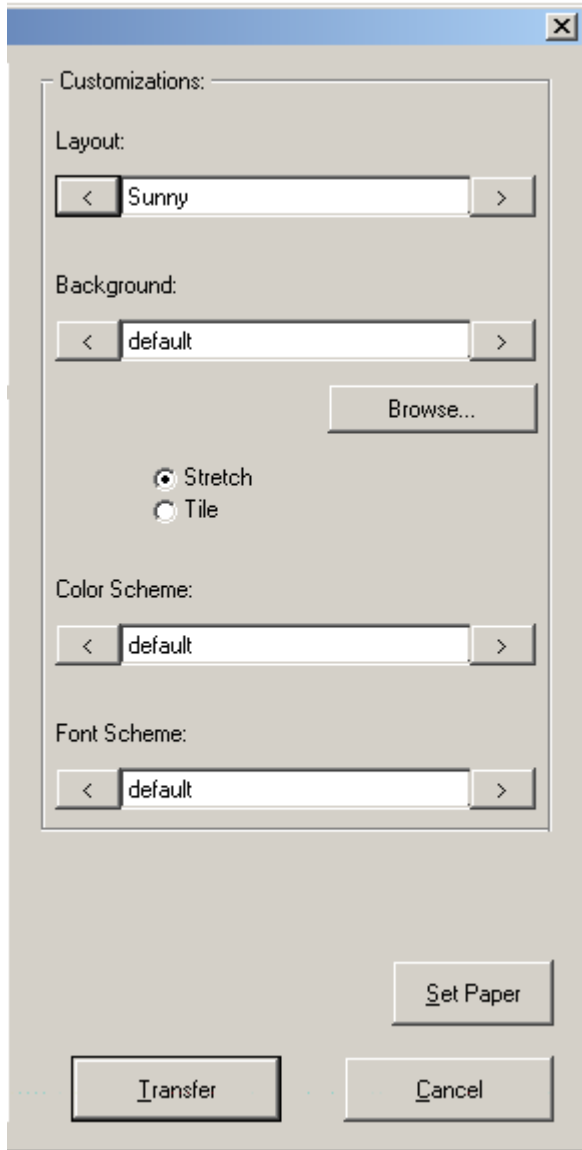 Customizations:
Layout:
< Sunny >
Background:
< default >
Browse...
Stretch
Tile
Color Scheme:
< default >
Font Scheme:
< default >
Set Paper
Transfer Cancel